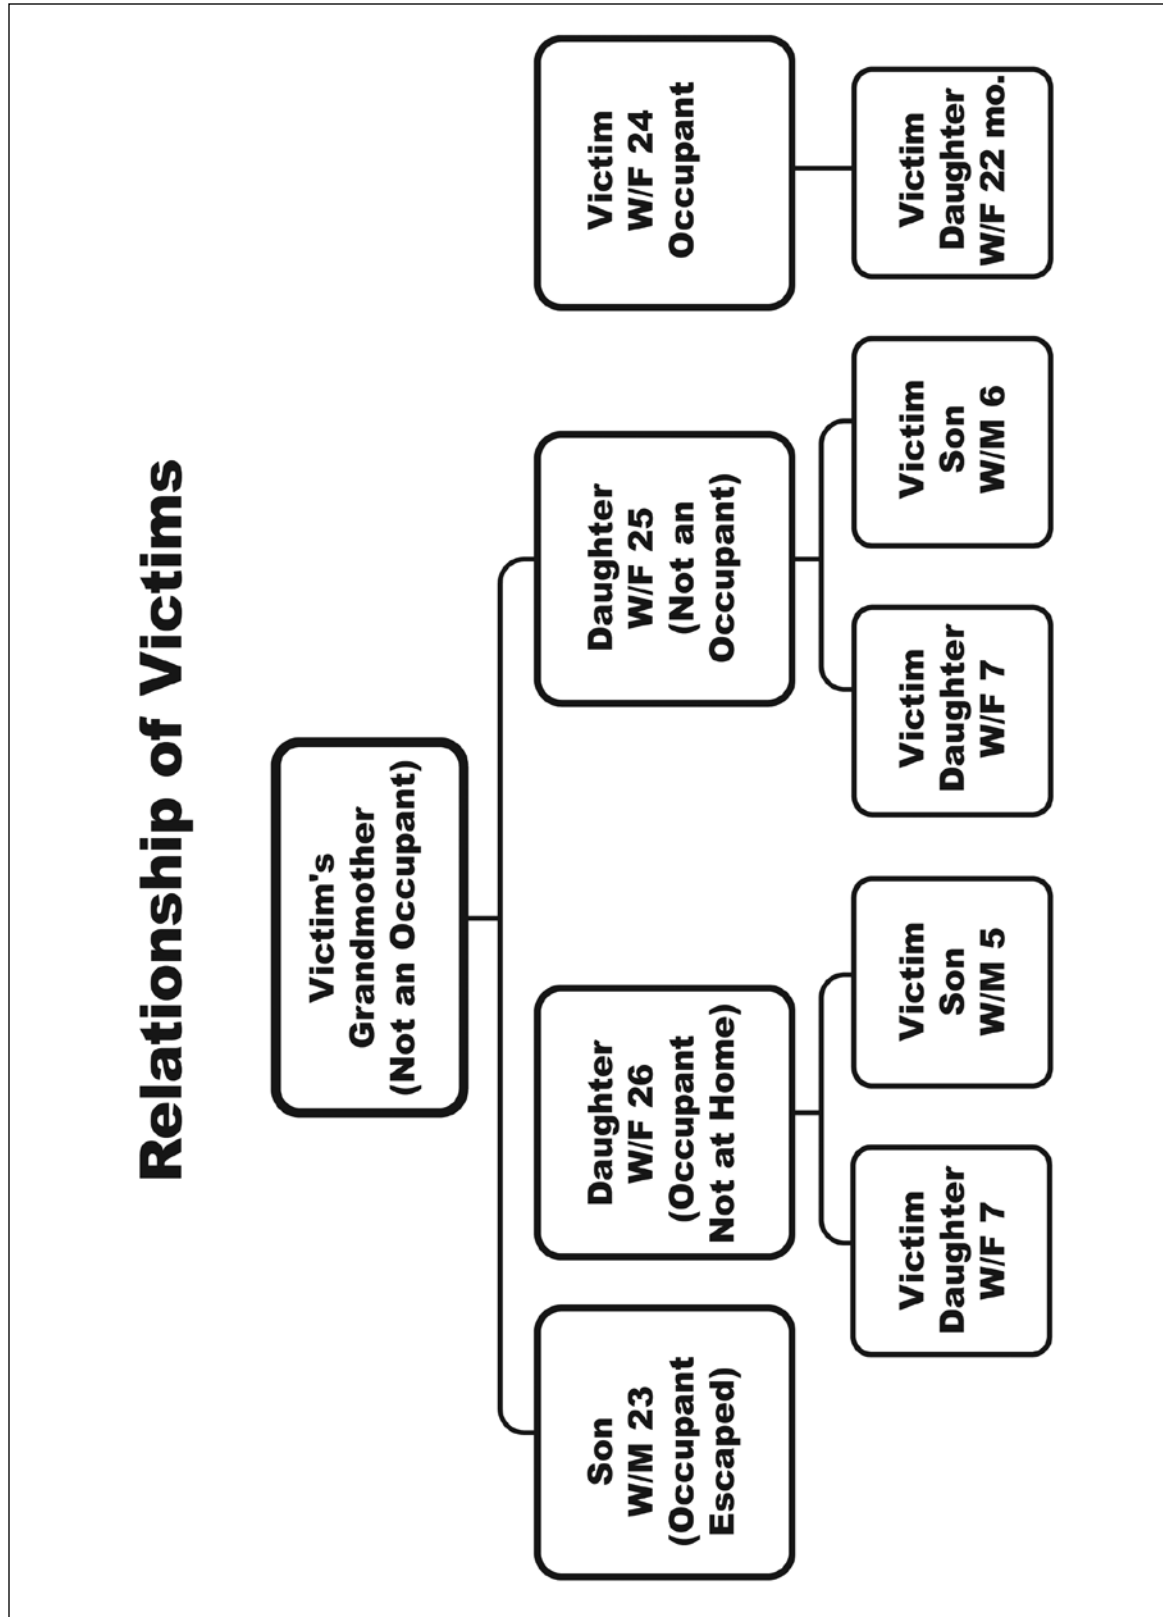 Relationship of Victims
Victim's
Grandmother
(Not an Occupant)
Son
W/M 23
(Occupant
Escaped)
Daughter
W/F 26
(Occupant
Not at Home)
Daughter
W/F 25
(Not an
Occupant)
Victim
W/F 24
Occupant
Victim
Daughter
W/F 7
Victim
Son
W/M 5
Victim
Daughter
W/F 7
Victim
Son
W/M 6
Victim
Daughter
W/F 22 mo.